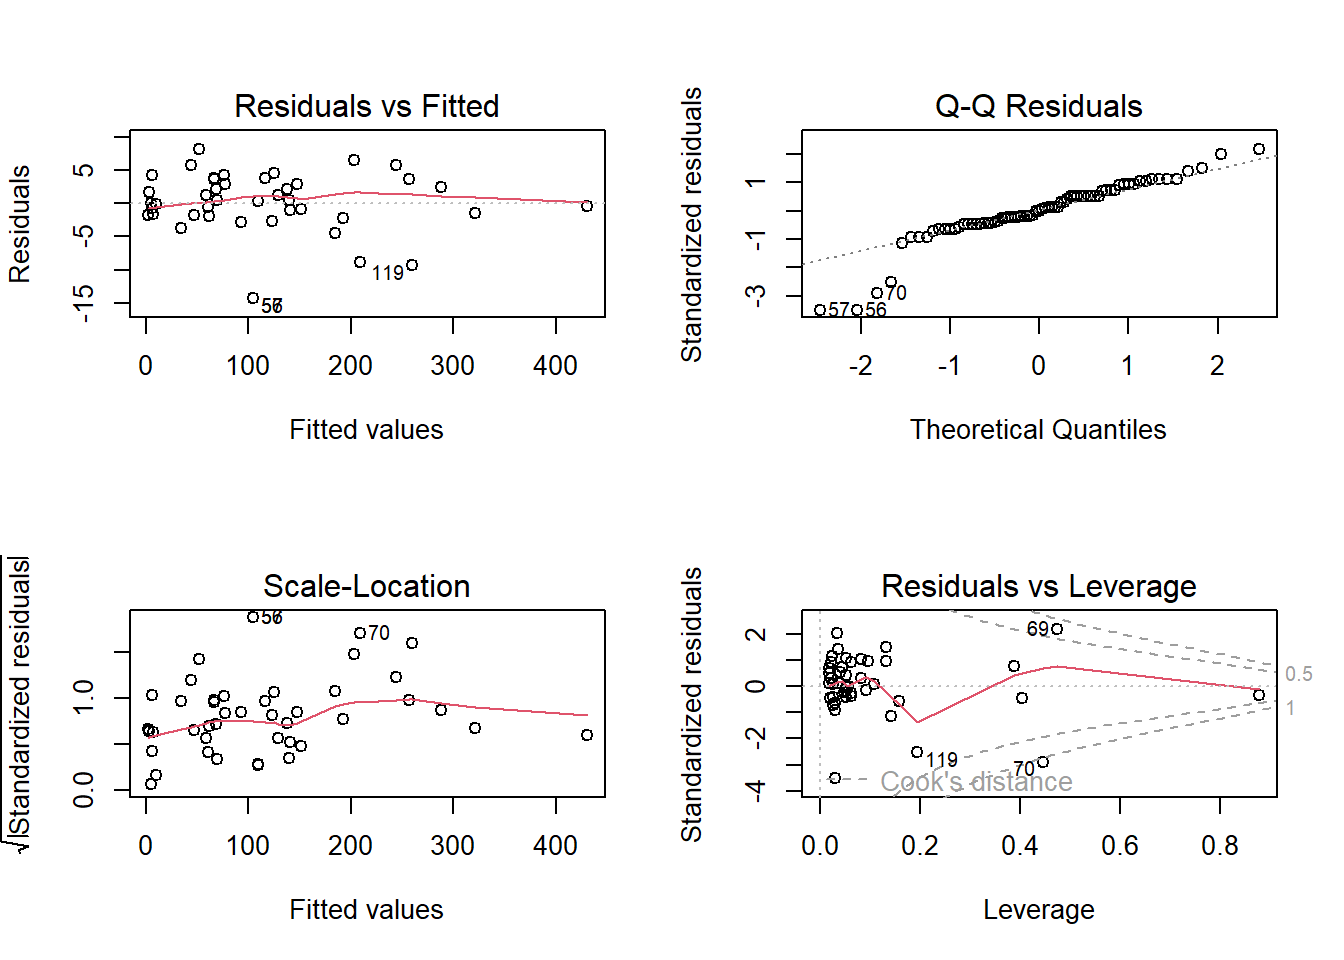 Residuals vs Fitted
Residuals
5
-5
-15
119
56
57
0 100 200 300 400
Fitted values
Q-Q Residuals
Standardized residuals
1
-1
-3
57 56 70
-2 -1 0 1 2
Theoretical Quantiles
Scale-Location
√|Standardized residuals|
1.0
0.0
56
57
70
0 100 200 300 400
Fitted values
Residuals vs Leverage
Standardized residuals
2
0
-2
-4
69
119
70
Cook's distance
0.5
1
0.0 0.2 0.4 0.6 0.8
Leverage